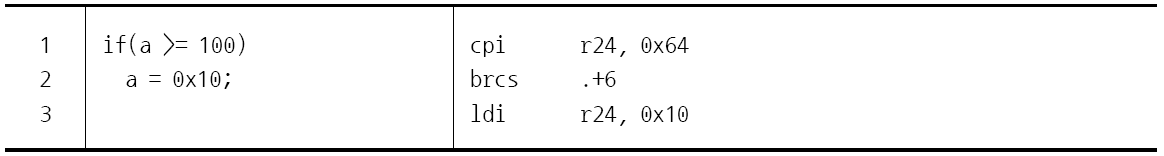 1 if(a >= 100) cpi r24, 0x64
2 a = 0x10; brcs .+6
3 ldi r24, 0x10